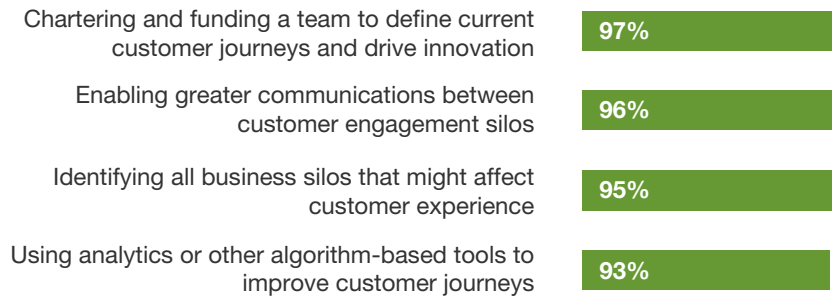 Chartering and funding a team to define current
customer journeys and drive innovation
97%
Enabling greater communications between
customer engagement silos
96%
Identifying all business silos that might affect
customer experience
95%
Using analytics or other algorithm-based tools to
improve customer journeys
93%